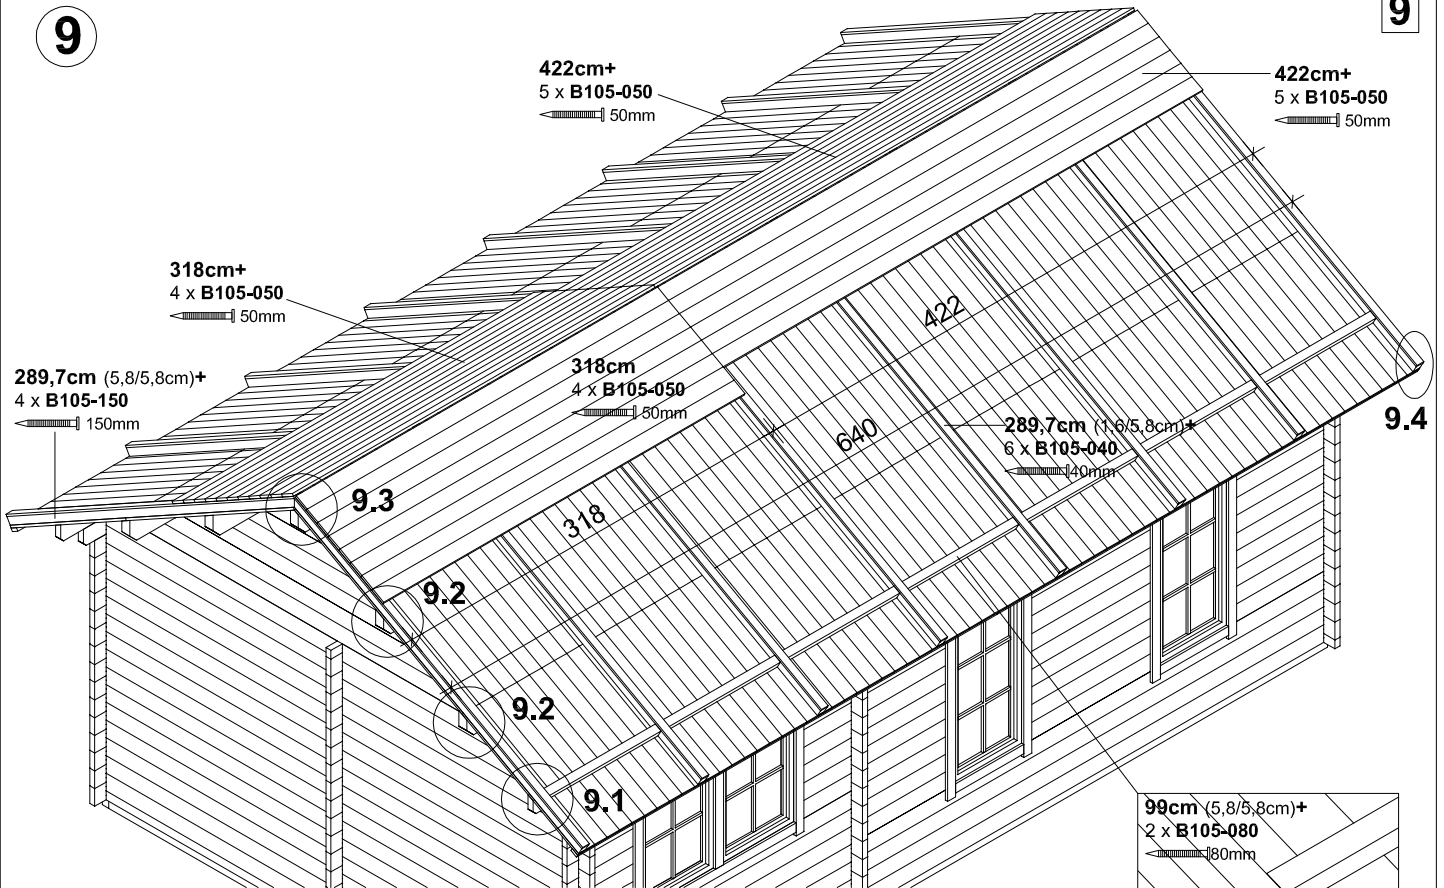 9
9
422cm+
5 x B105-050
50mm
422cm+
5 x B105-050
50mm
318cm+
4 x B105-050
50mm
289,7cm (5,8/5,8cm)+
4 x B105-150
150mm
318cm
4 x B105-050
50mm
422
640
318
289,7cm (1,6/5,8cm)+
6 x B105-040
40mm
9.4
9.3
9.2
9.2
9.1
99cm (5,8/5,8cm)+
2 x B105-080
80mm